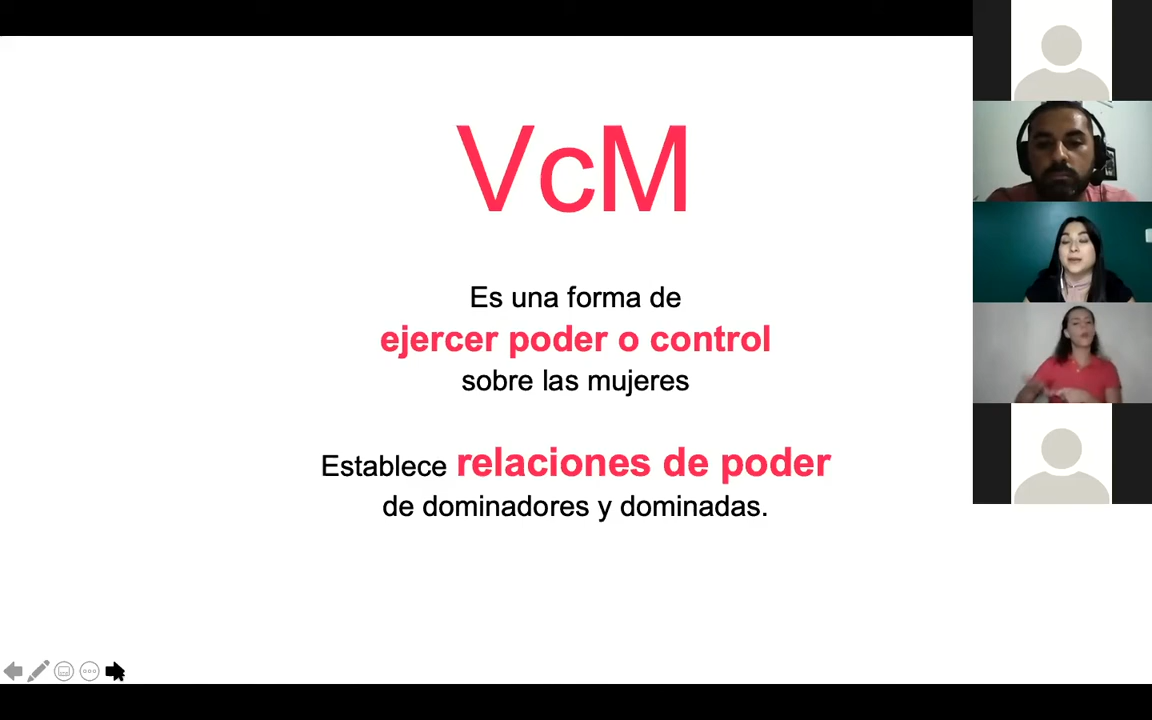 VcM
Es una forma de
ejercer poder o control
sobre las mujeres
Establece relaciones de poder
de dominadores y dominadas.